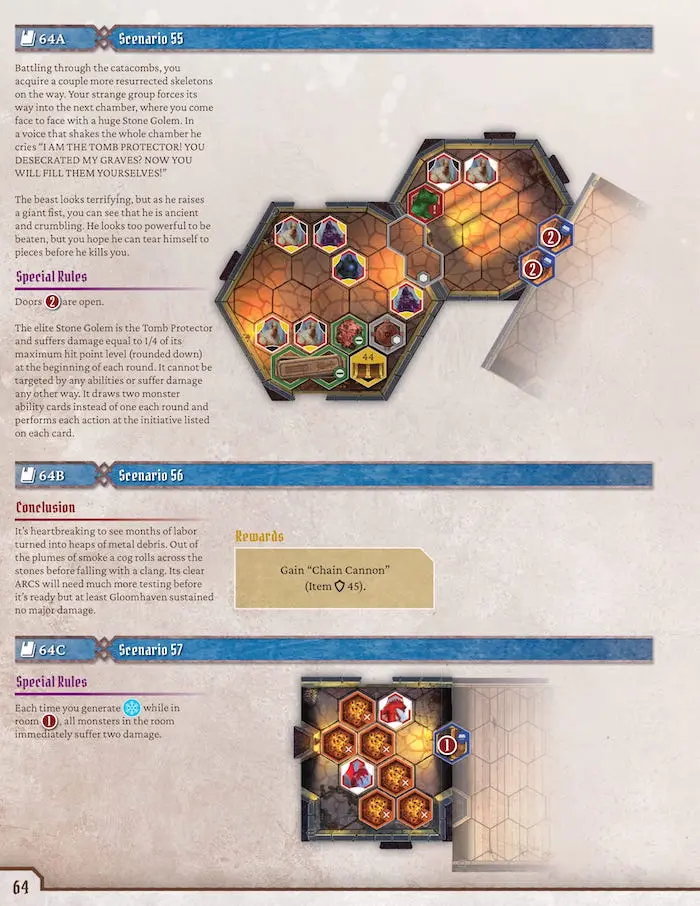 64A
Scenario 55
Battling through the catacombs, you
acquire a couple more resurrected skeletons
on the way. Your strange group forces its
way into the next chamber, where you come
face to face with a huge Stone Golem. In
a voice that shakes the whole chamber he
cries “I AM THE TOMB PROTECTOR! YOU
DESECRATED MY GRAVES? NOW YOU
WILL FILL THEM YOURSELVES!”
The beast looks terrifying, but as he raises
a giant fist, you can see that he is ancient
and crumbling. He looks too powerful to be
beaten, but you hope he can tear himself to
pieces before he kills you.
Special Rules
Doors 2 are open.
The elite Stone Golem is the Tomb Protector
and suffers damage equal to 1/4 of its
maximum hit point level (rounded down)
at the beginning of each round. It cannot be
targeted by any abilities or suffer damage
any other way. It draws two monster
ability cards instead of one each round and
performs each action at the initiative listed
on each card.
2
2
44
64B
Scenario 56
Conclusion
It’s heartbreaking to see months of labor
turned into heaps of metal debris. Out of
the plumes of smoke a cog rolls across the
stones before falling with a clang. Its clear
ARCS will need much more testing before
it’s ready but at least Gloomhaven sustained
no major damage.
Rewards
Gain “Chain Cannon”
(Item 45).
64C
Scenario 57
Special Rules
Each time you generate while in
room 1, all monsters in the room
immediately suffer two damage.
1
64